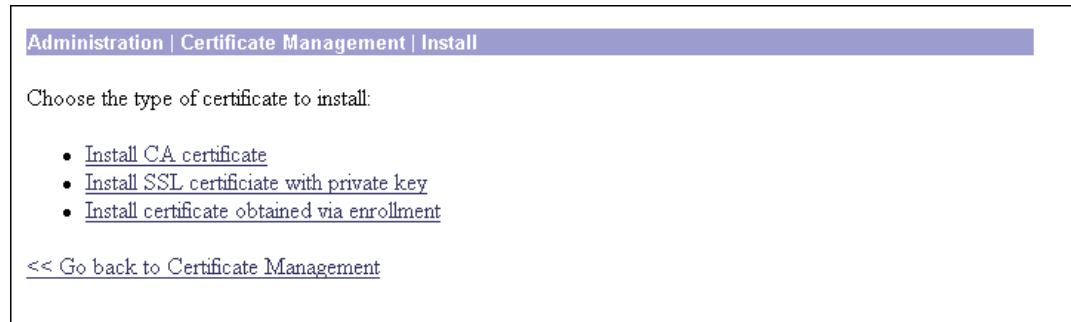 Administration | Certificate Management | Install
Choose the type of certificate to install:
Install CA certificate
Install SSL certificiate with private key
Install certificate obtained via enrollment
<< Go back to Certificate Management